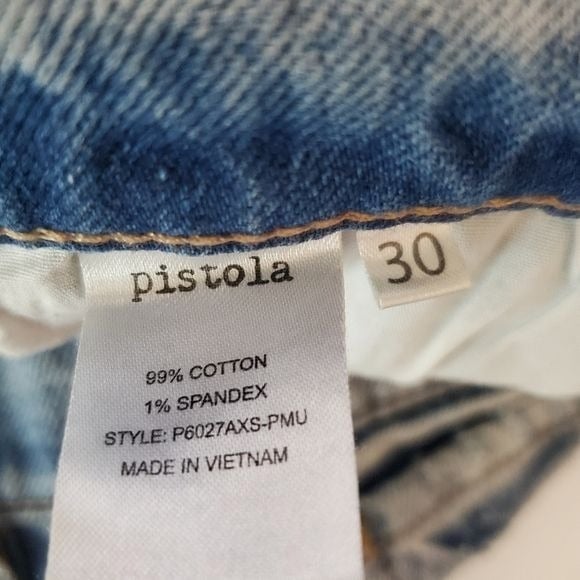 pistola
30
99% COTTON
1% SPANDEX
STYLE: P6027AXS-PMU
MADE IN VIETNAM